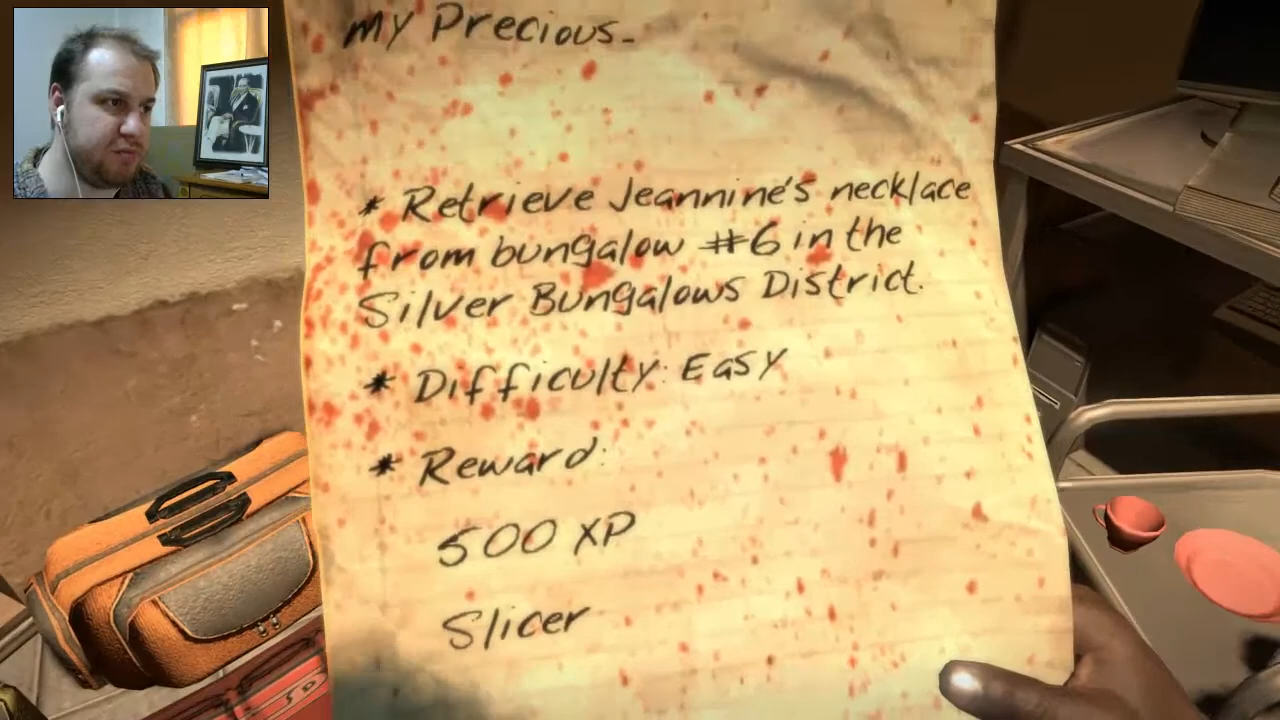 my Precious-
* Retrieve Jeannine's necklace
from bungalow #6 in the
Silver Bungalows District.
* Difficulty: Easy
* Reward:
500 XP
Slicer